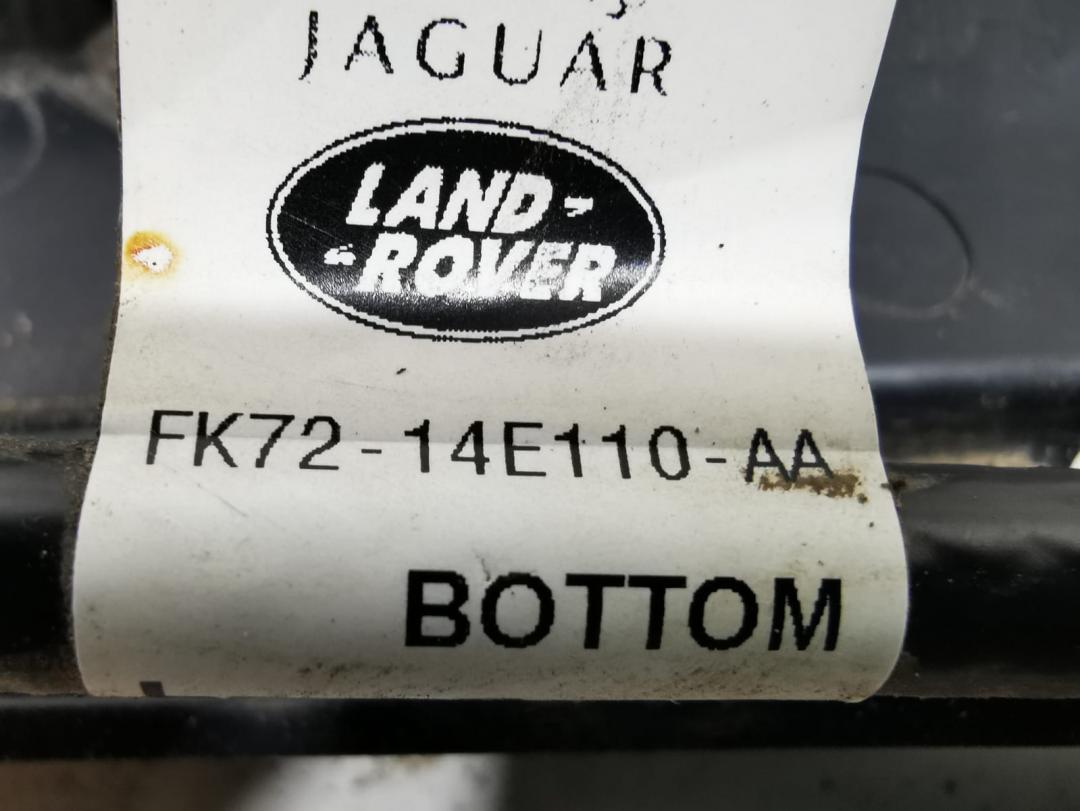 JAGUAR
LAND-
-ROVER
FK72-14E110-AA
BOTTOM